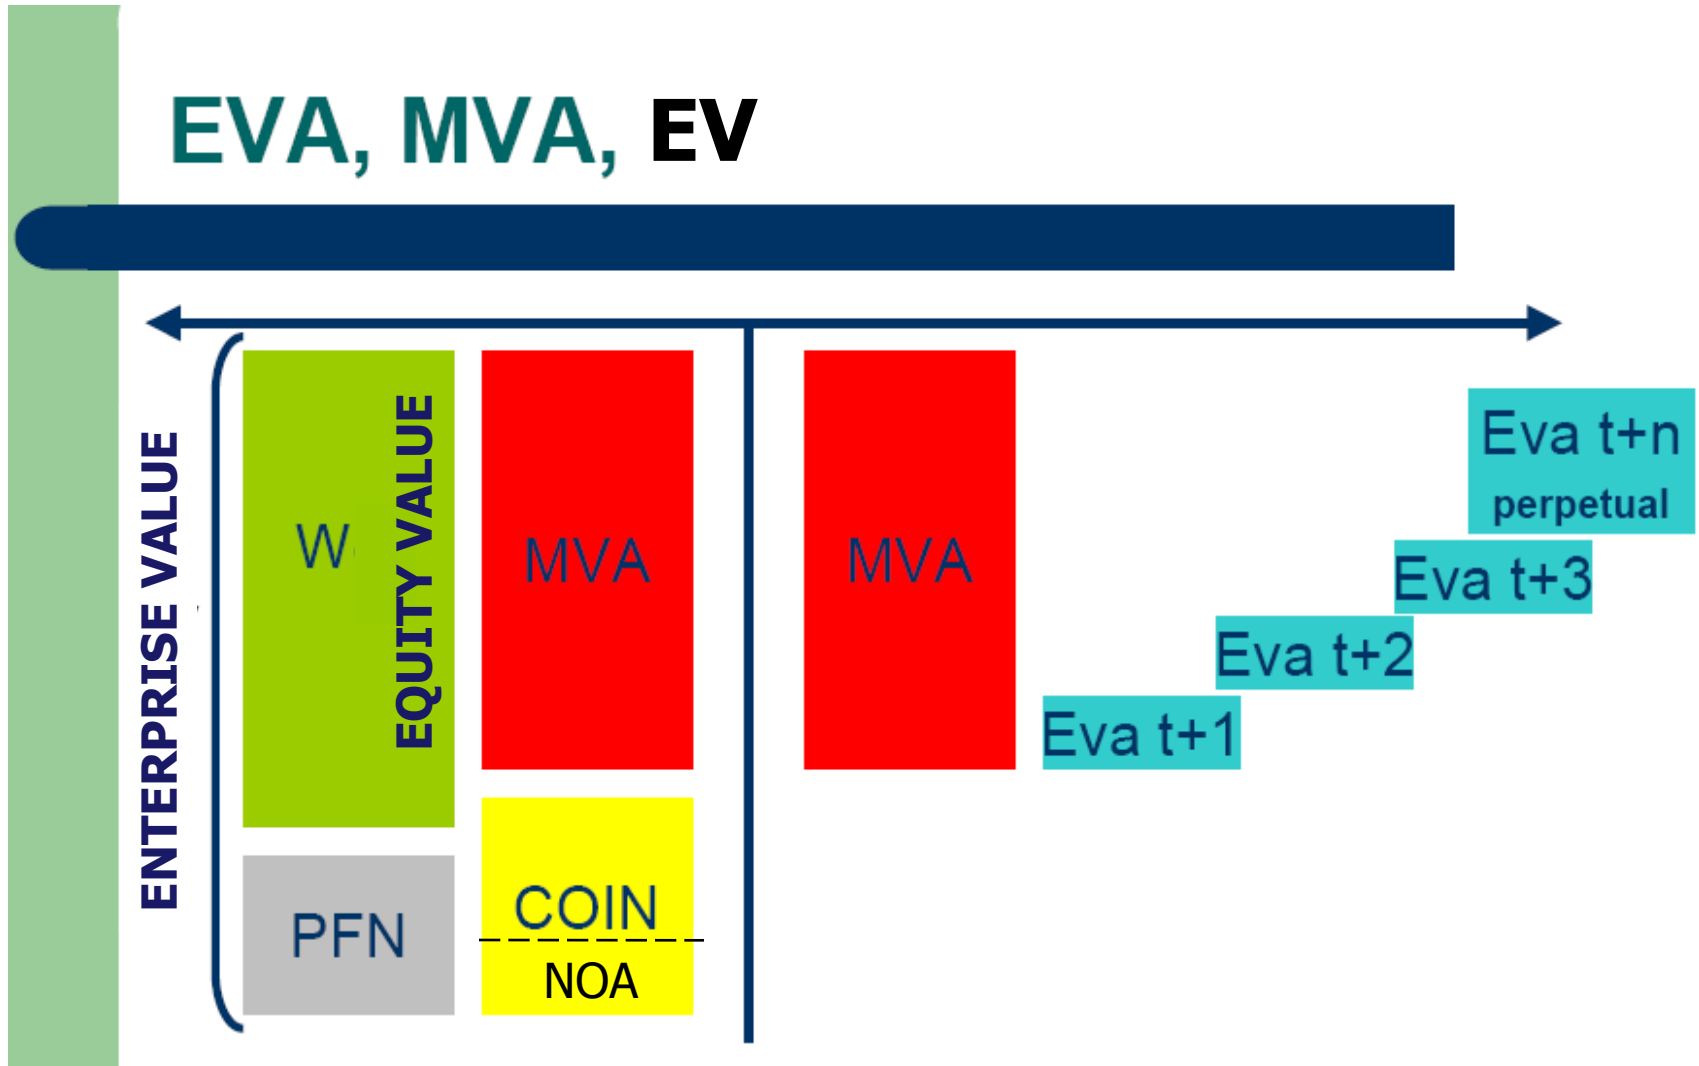 EVA, MVA, EV
ENTERPRISE VALUE
W
EQUITY VALUE
MVA
MVA
PFN
COIN
NOA
Eva t+n
perpetual
Eva t+3
Eva t+2
Eva t+1